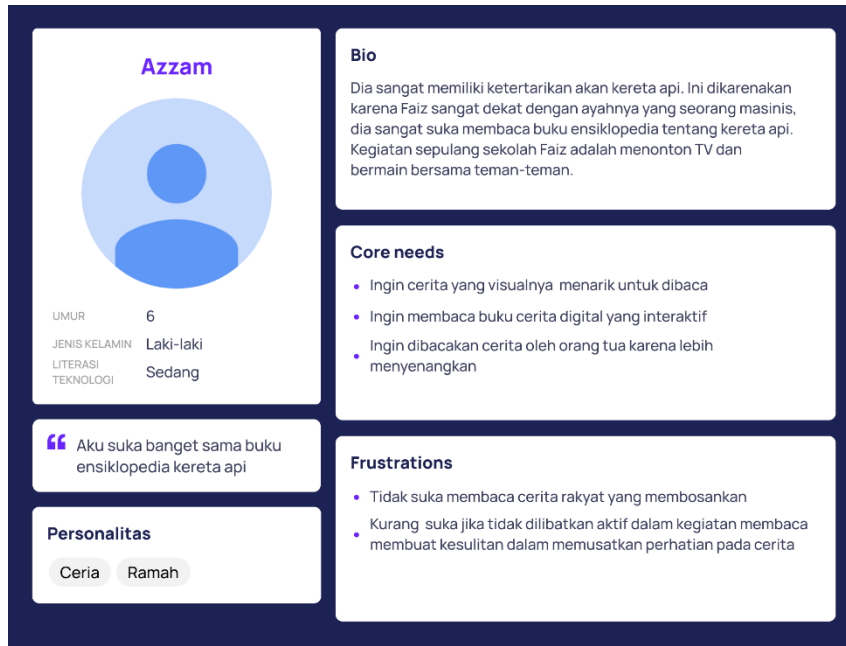 Azzam
UMUR 6
JENIS KELAMIN Laki-laki
LITERASI
TEKNOLOGI Sedang
Aku suka banget sama buku
ensiklopedia kereta api
Personalitas
Ceria Ramah
Bio
Dia sangat memiliki ketertarikan akan kereta api. Ini dikarenakan
karena Faiz sangat dekat dengan ayahnya yang seorang masinis,
dia sangat suka membaca buku ensiklopedia tentang kereta api.
Kegiatan sepulang sekolah Faiz adalah menonton TV dan
bermain bersama teman-teman.
Core needs
Ingin cerita yang visualnya menarik untuk dibaca
Ingin membaca buku cerita digital yang interaktif
Ingin dibacakan cerita oleh orang tua karena lebih
menyenangkan
Frustrations
Tidak suka membaca cerita rakyat yang membosankan
Kurang suka jika tidak dilibatkan aktif dalam kegiatan membaca
membuat kesulitan dalam memusatkan perhatian pada cerita